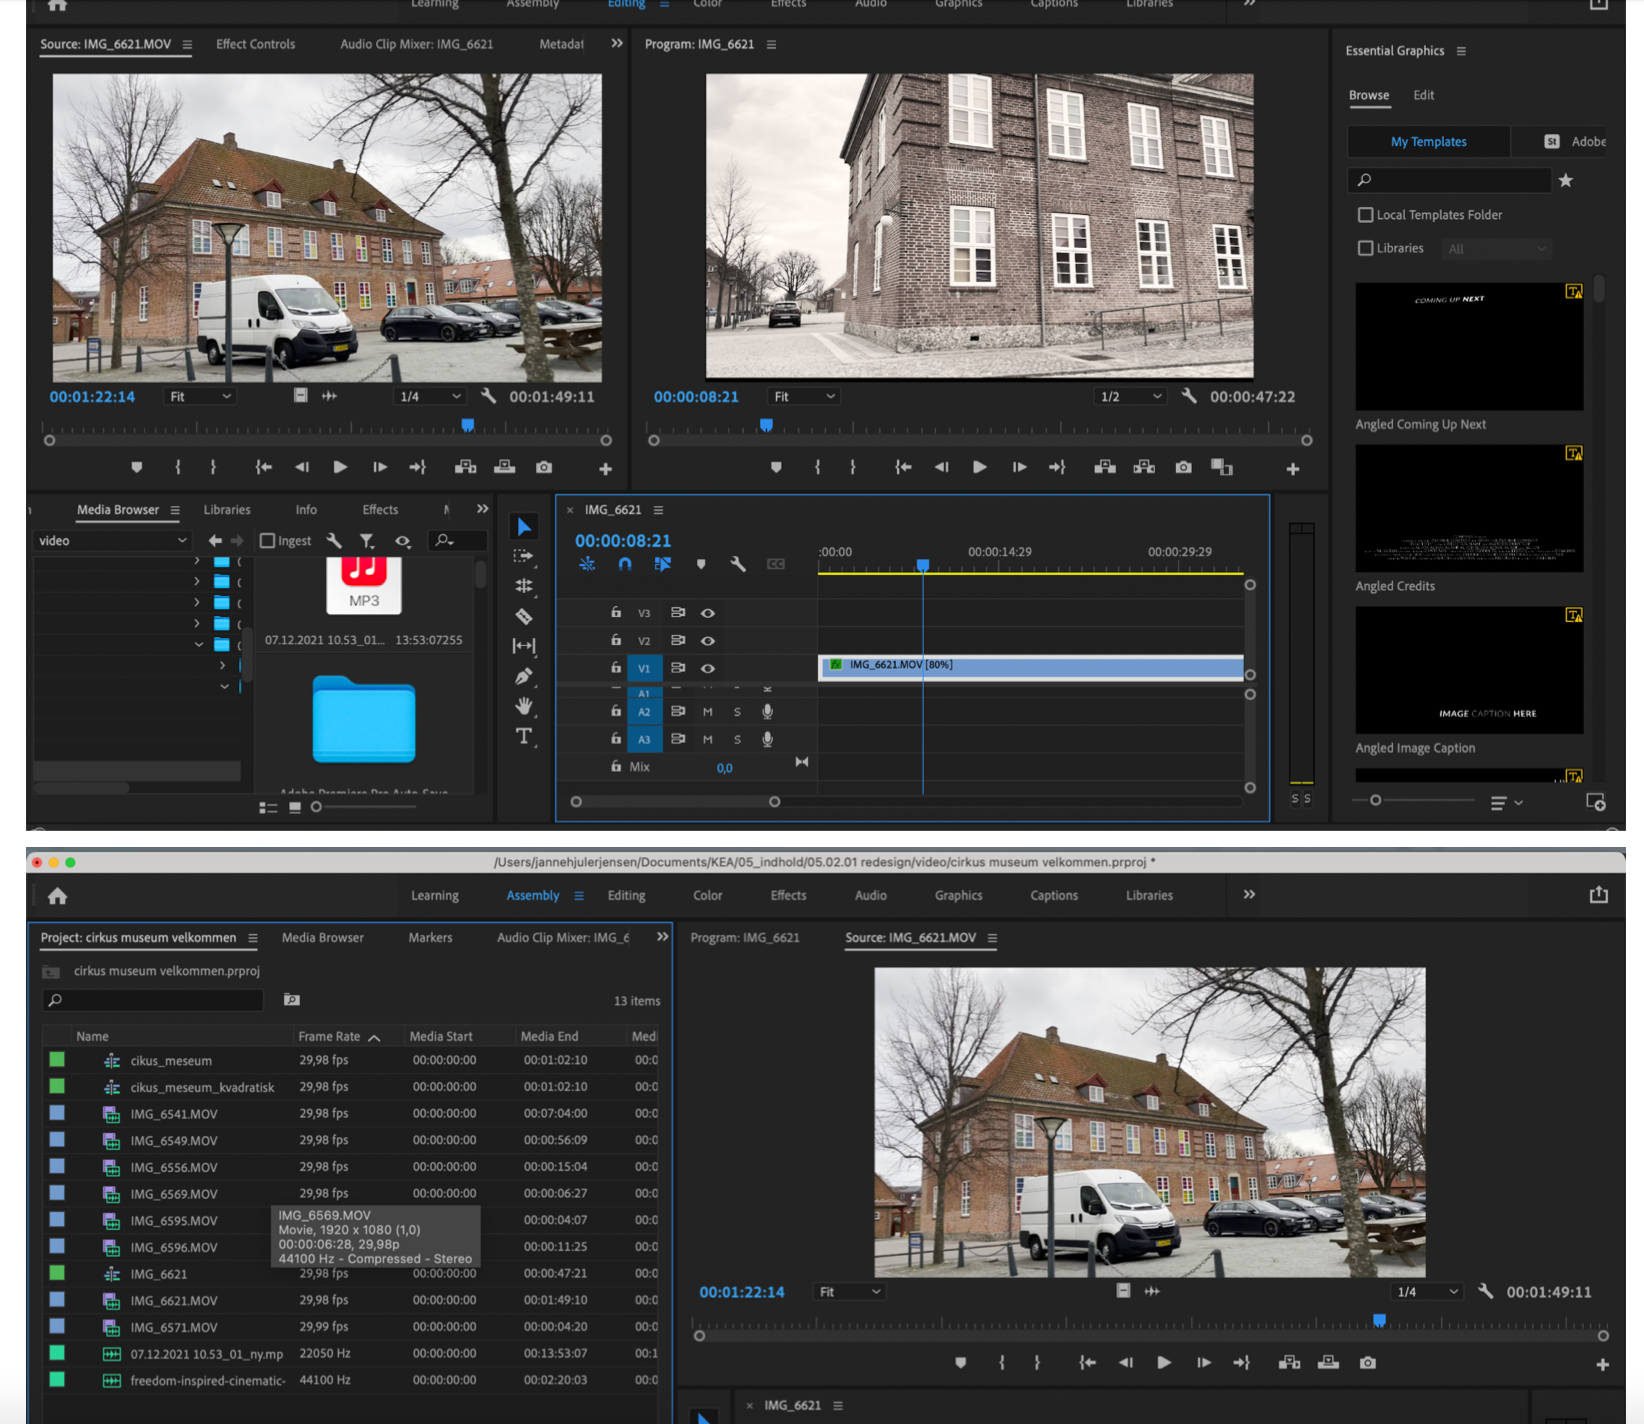 Learning Assembly Editing Color Effects Audio Graphics Captions Libraries
Source: IMG_6621.MOV Effect Controls Audio Clip Mixer: IMG_6621 Metadat
Program: IMG_6621
Essential Graphics
Browse Edit
My Templates St Adobe
Local Templates Folder
Libraries All
COMING UP NEXT
Angled Coming Up Next
00:01:22:14 Fit 1/4 00:01:49:11
00:00:08:21 Fit 1/2 00:00:47:22
Angled Credits
IMAGE CAPTION HERE
Angled Image Caption
Media Browser Libraries Info Effects
video Ingest
MP3
07.12.2021 10.53_01... 13:53:07255
Adobe Premiere Pro Auto-Save
IMG_6621
00:00:08:21
:00:00 00:00:14:29 00:00:29:29
V3
V2
V1 IMG_6621.MOV [80%]
A1
A2 M S
A3 M S
Mix 0,0
S S
/Users/jannehjulerjensen/Documents/KEA/05_indhold/05.02.01 redesign/video/cirkus museum velkommen.prproj *
Learning Assembly Editing Color Effects Audio Graphics Captions Libraries
Project: cirkus museum velkommen Media Browser Markers Audio Clip Mixer: IMG_6
Program: IMG_6621 Source: IMG_6621.MOV
cirkus museum velkommen.prproj
13 items
Name Frame Rate Media Start Media End Medi
cikus_meseum 29,98 fps 00:00:00:00 00:01:02:10 00:0
cikus_meseum_kvadratisk 29,98 fps 00:00:00:00 00:01:02:10 00:0
IMG_6541.MOV 29,98 fps 00:00:00:00 00:07:04:00 00:0
IMG_6549.MOV 29,98 fps 00:00:00:00 00:00:56:09 00:0
IMG_6556.MOV 29,98 fps 00:00:00:00 00:00:15:04 00:0
IMG_6569.MOV 29,98 fps 00:00:00:00 00:00:06:27 00:0
IMG_6595.MOV 00:00:04:07 00:0
IMG_6596.MOV 00:00:11:25 00:0
IMG_6569.MOV
Movie, 1920 x 1080 (1,0)
00:00:06:28, 29,98p
44100 Hz - Compressed - Stereo
IMG_6621 29,98 fps 00:00:00:00 00:00:47:21 00:0
IMG_6621.MOV 29,98 fps 00:00:00:00 00:01:49:10 00:0
IMG_6571.MOV 29,99 fps 00:00:00:00 00:00:04:20 00:0
07.12.2021 10.53_01_ny.mp 22050 Hz 00:00:00:00 00:13:53:07 00:1
freedom-inspired-cinematic- 44100 Hz 00:00:00:00 00:02:20:03 00:0
00:01:22:14 Fit 1/4 00:01:49:11
IMG_6621